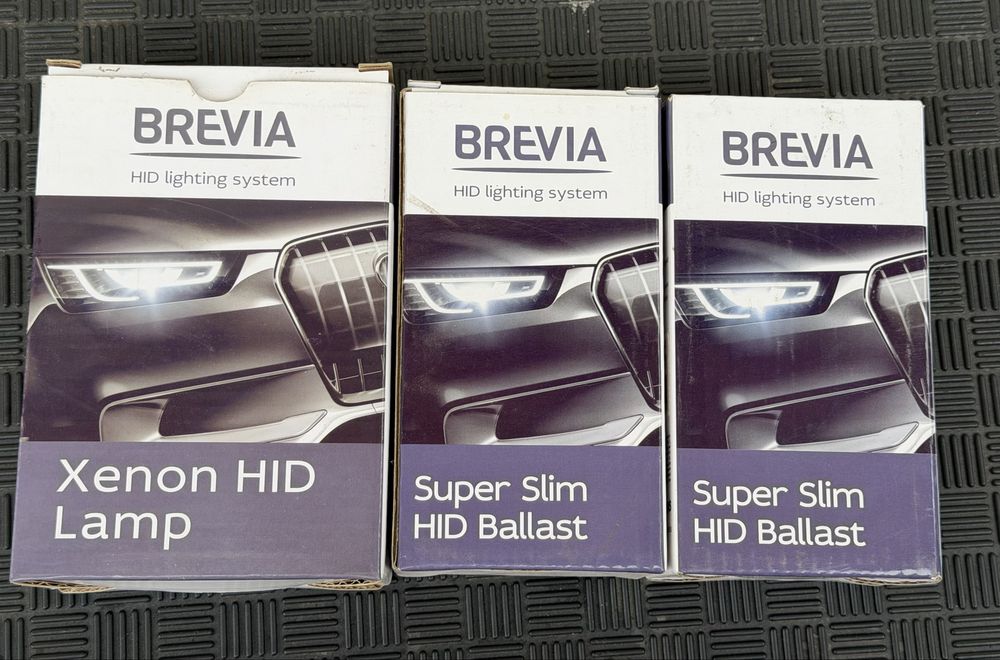 BREVIA
HID lighting system
Xenon HID
Lamp
BREVIA
HID lighting system
Super Slim
HID Ballast
BREVIA
HID lighting system
Super Slim
HID Ballast